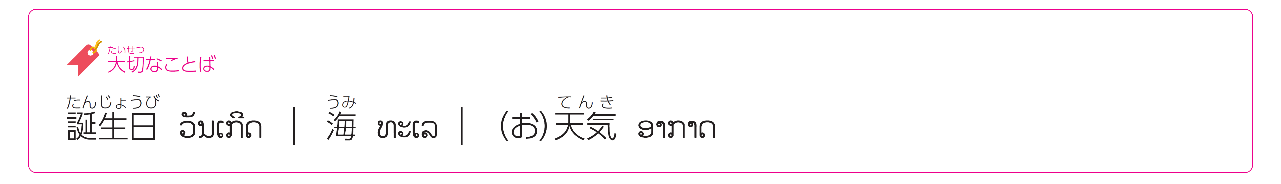 たいせつ
大切なことば
たんじょうび うみ てんき
誕生日 ວັນເກີດ | 海 ທະເລ | (お)天気 ອາກາດ